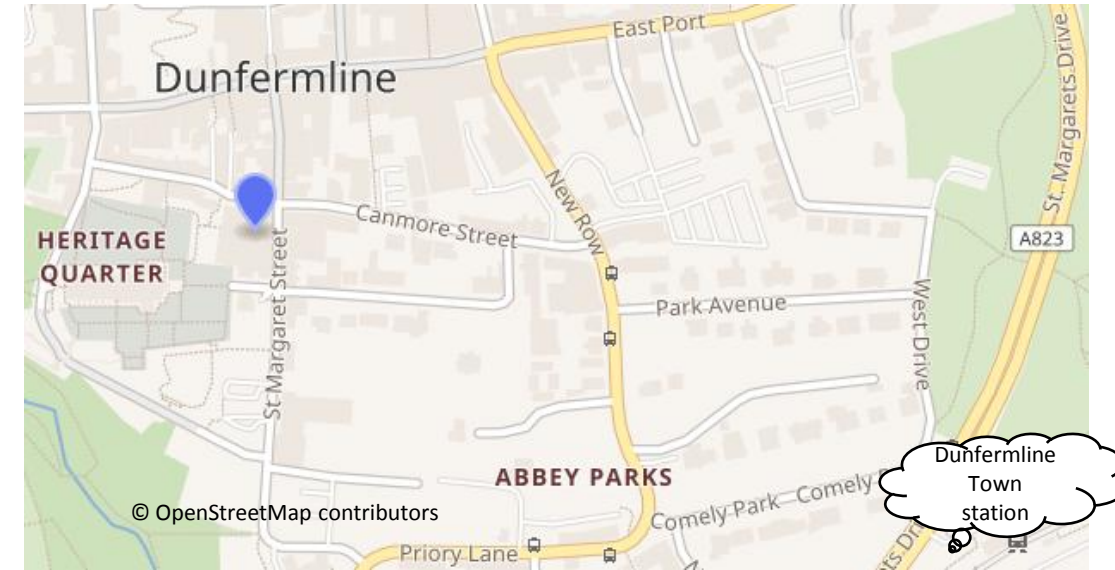 East Port
Dunfermline
St. Margarets Drive
New Row
Canmore Street
HERITAGE
QUARTER
A823
St Margaret Street
Park Avenue
West Drive
Dunfermline
Town
station
ABBEY PARKS
Comely Park
Comely
© OpenStreetMap contributors
Priory Lane